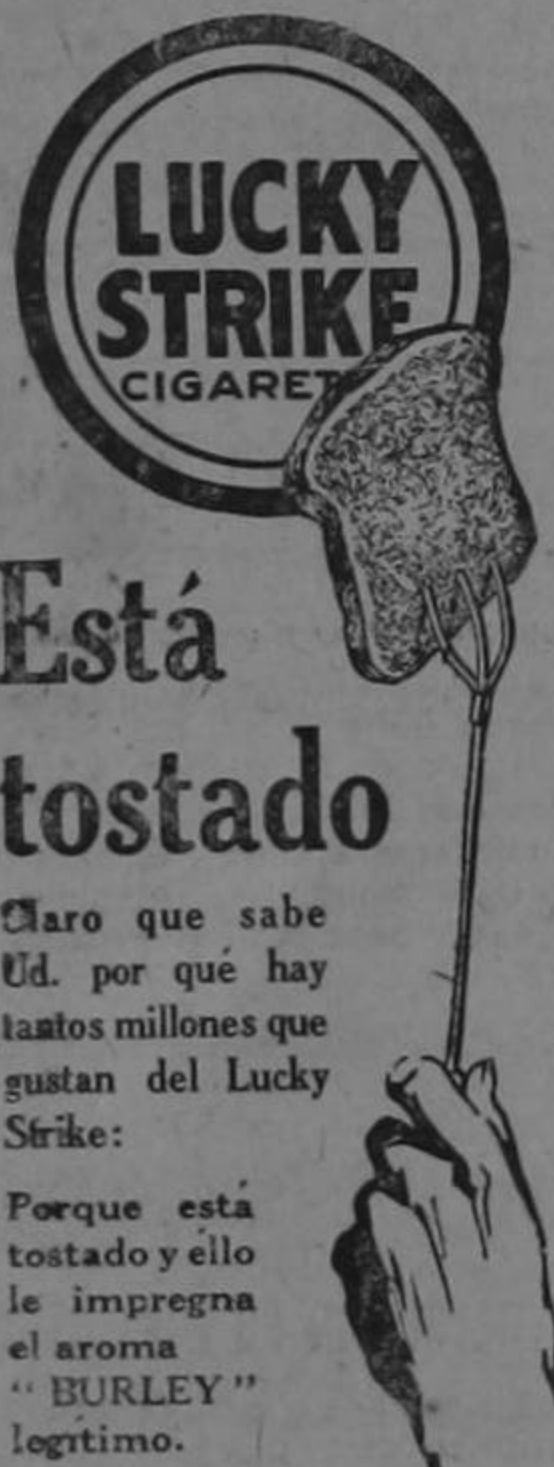 LUCKY
STRIKE
CIGARET
Está
tostado
Claro que sabe
Ud. por qué hay
tantos millones que
gustan del Lucky
Strike:
Porque está
tostado y ello
le impregna
el aroma
“BURLEY”
legítimo.